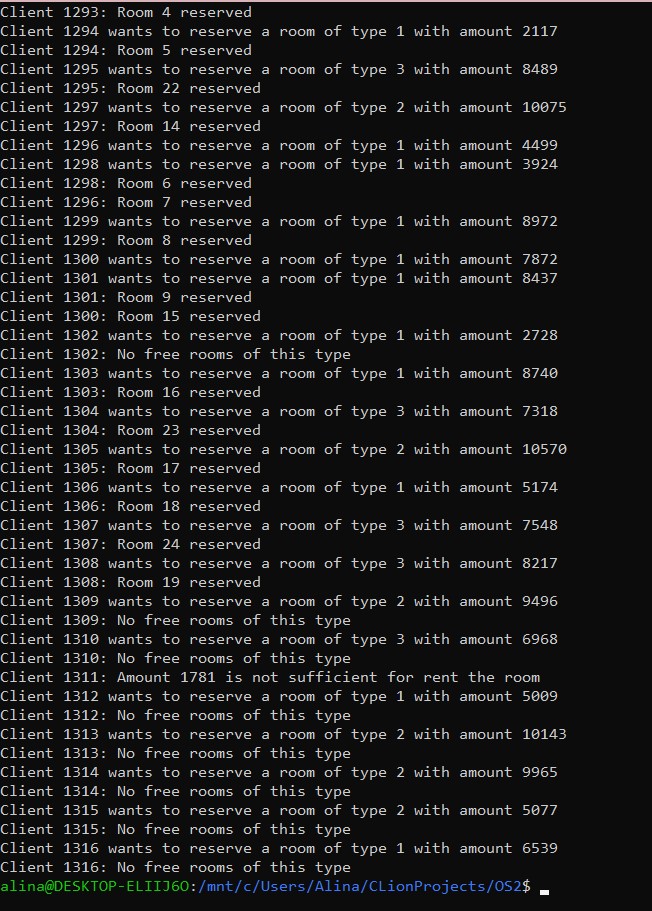 Client 1293: Room 4 reserved
Client 1294 wants to reserve a room of type 1 with amount 2117
Client 1294: Room 5 reserved
Client 1295 wants to reserve a room of type 3 with amount 8489
Client 1295: Room 22 reserved
Client 1297 wants to reserve a room of type 2 with amount 10075
Client 1297: Room 14 reserved
Client 1296 wants to reserve a room of type 1 with amount 4499
Client 1298 wants to reserve a room of type 1 with amount 3924
Client 1298: Room 6 reserved
Client 1296: Room 7 reserved
Client 1299 wants to reserve a room of type 1 with amount 8972
Client 1299: Room 8 reserved
Client 1300 wants to reserve a room of type 1 with amount 7872
Client 1301 wants to reserve a room of type 1 with amount 8437
Client 1301: Room 9 reserved
Client 1300: Room 15 reserved
Client 1302 wants to reserve a room of type 1 with amount 2728
Client 1302: No free rooms of this type
Client 1303 wants to reserve a room of type 1 with amount 8740
Client 1303: Room 16 reserved
Client 1304 wants to reserve a room of type 3 with amount 7318
Client 1304: Room 23 reserved
Client 1305 wants to reserve a room of type 2 with amount 10570
Client 1305: Room 17 reserved
Client 1306 wants to reserve a room of type 1 with amount 5174
Client 1306: Room 18 reserved
Client 1307 wants to reserve a room of type 3 with amount 7548
Client 1307: Room 24 reserved
Client 1308 wants to reserve a room of type 3 with amount 8217
Client 1308: Room 19 reserved
Client 1309 wants to reserve a room of type 2 with amount 9496
Client 1309: No free rooms of this type
Client 1310 wants to reserve a room of type 3 with amount 6968
Client 1310: No free rooms of this type
Client 1311: Amount 1781 is not sufficient for rent the room
Client 1312 wants to reserve a room of type 1 with amount 5009
Client 1312: No free rooms of this type
Client 1313 wants to reserve a room of type 2 with amount 10143
Client 1313: No free rooms of this type
Client 1314 wants to reserve a room of type 2 with amount 9965
Client 1314: No free rooms of this type
Client 1315 wants to reserve a room of type 2 with amount 5077
Client 1315: No free rooms of this type
Client 1316 wants to reserve a room of type 1 with amount 6539
Client 1316: No free rooms of this type
alina@DESKTOP-ELIIJ6O:/mnt/c/Users/Alina/CLionProjects/OS2$